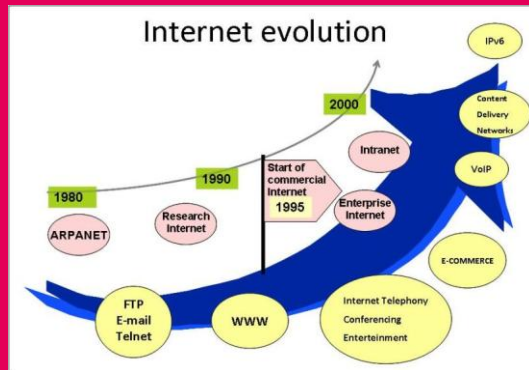 Internet evolution
IPv6
2000
Content
Delivery
Networks
Start of
commercial
Internet
1995
Intranet
1990
1980
VoIP
Research
Internet
Enterprise
Internet
ARPANET
E-COMMERCE
FTP
E-mail
Telnet
WWW
Internet Telephony
Conferencing
Enterteinment